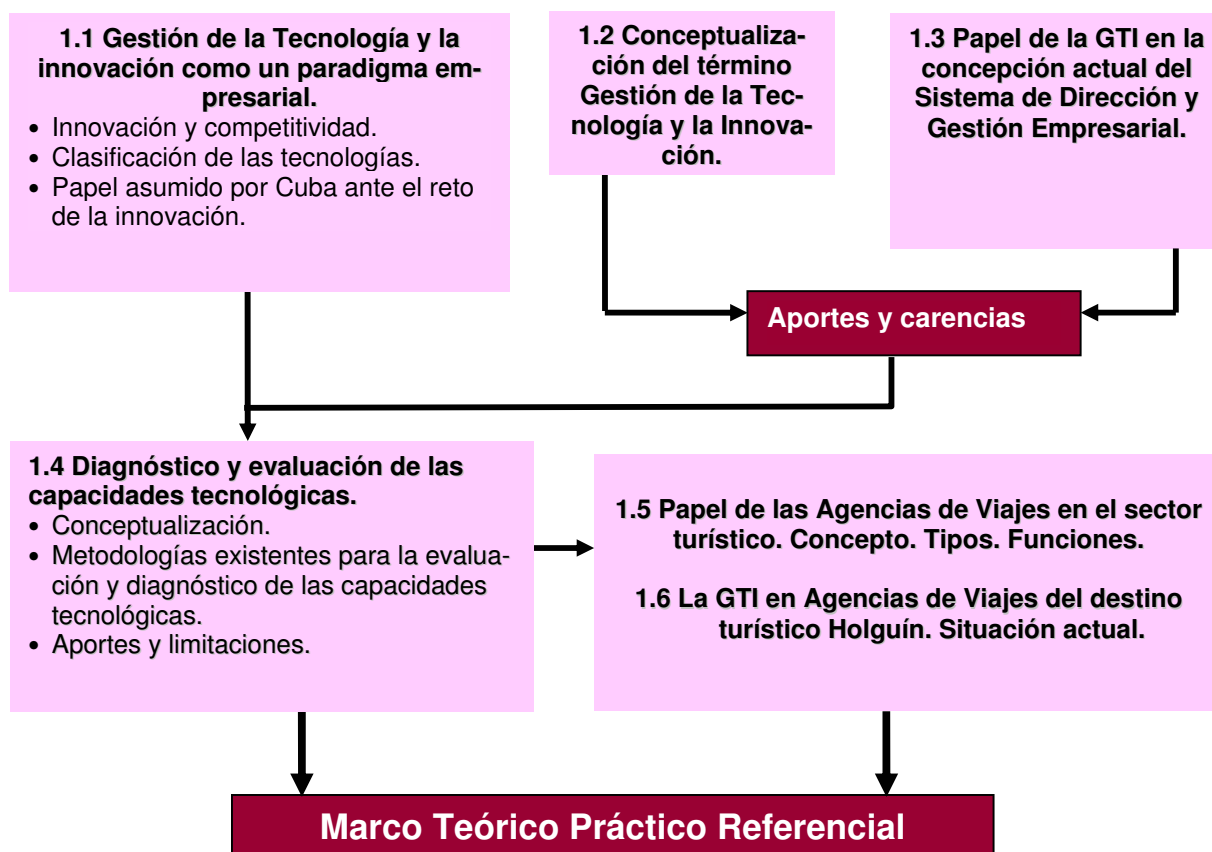 1.1 Gestión de la Tecnología y la
innovación como un paradigma em-
presarial.
• Innovación y competitividad.
• Clasificación de las tecnologías.
• Papel asumido por Cuba ante el reto
de la innovación.
1.2 Conceptualiza-
ción del término
Gestión de la Tec-
nología y la Innova-
ción.
1.3 Papel de la GTI en la
concepción actual del
Sistema de Dirección y
Gestión Empresarial.
Aportes y carencias
1.4 Diagnóstico y evaluación de las
capacidades tecnológicas.
• Conceptualización.
• Metodologías existentes para la evalua-
ción y diagnóstico de las capacidades
tecnológicas.
• Aportes y limitaciones.
1.5 Papel de las Agencias de Viajes en el sector
turístico. Concepto. Tipos. Funciones.
1.6 La GTI en Agencias de Viajes del destino
turístico Holguín. Situación actual.
Marco Teórico Práctico Referencial